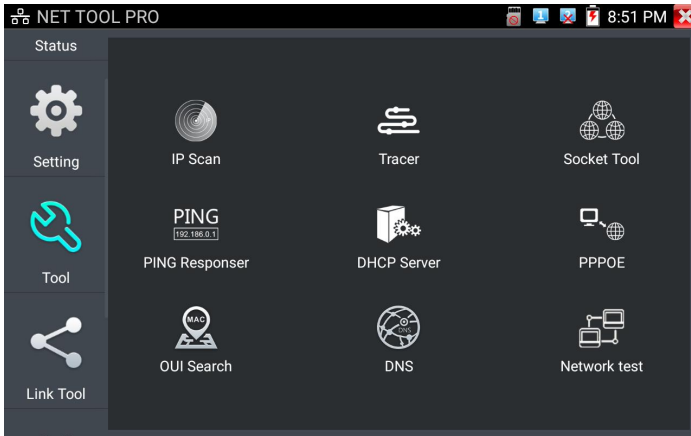 NET TOOL PRO
8:51 PM
Status
Setting
Tool
Link Tool
IP Scan
Tracer
Socket Tool
PING
192.186.0.1
PING Responser
DHCP Server
PPPOE
MAC
OUI Search
DNS
DNS
Network test